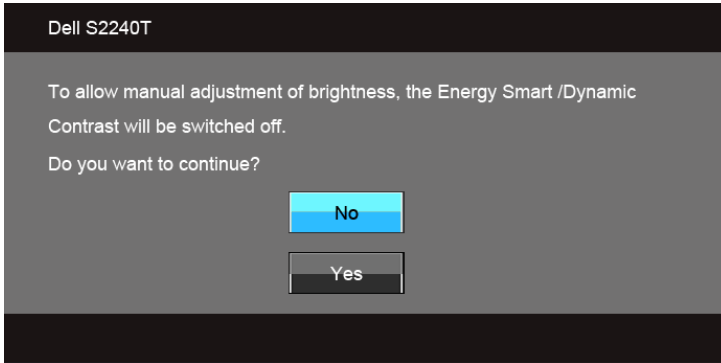 Dell S2240T
To allow manual adjustment of brightness, the Energy Smart /Dynamic
Contrast will be switched off.
Do you want to continue?
No
Yes